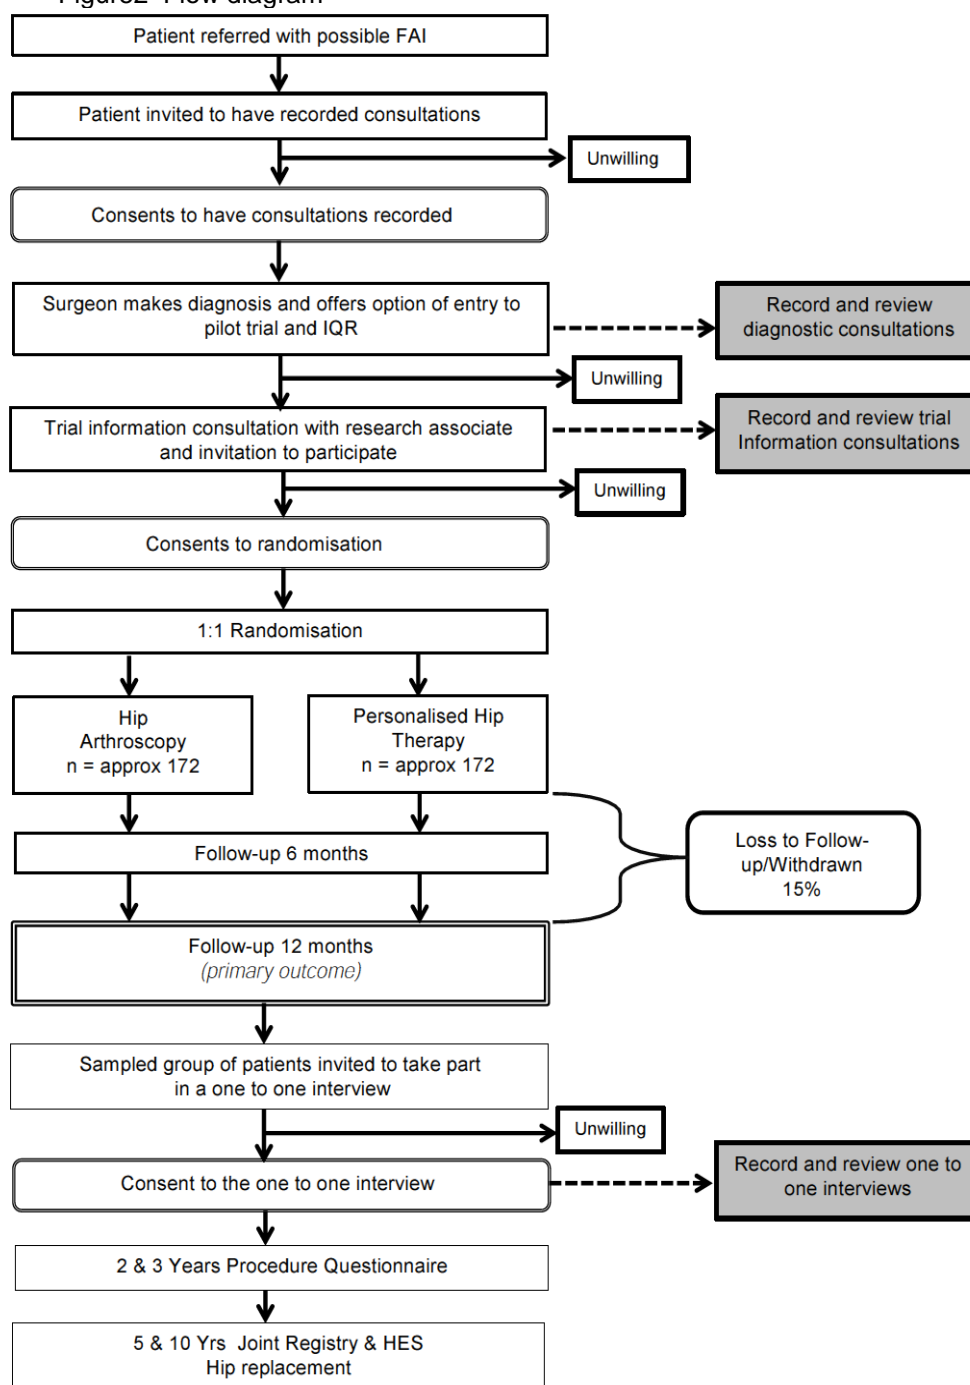 Figure2 Flow diagram
Patient referred with possible FAI
Patient invited to have recorded consultations
Unwilling
Consents to have consultations recorded
Surgeon makes diagnosis and offers option of entry to
pilot trial and IQR
Record and review
diagnostic consultations
Unwilling
Trial information consultation with research associate
and invitation to participate
Record and review trial
Information consultations
Unwilling
Consents to randomisation
1:1 Randomisation
Hip
Arthroscopy
n = approx 172
Personalised Hip
Therapy
n = approx 172
Follow-up 6 months
Loss to Follow-
up/Withdrawn
15%
Follow-up 12 months
(primary outcome)
Sampled group of patients invited to take part
in a one to one interview
Unwilling
Consent to the one to one interview
Record and review one to
one interviews
2 & 3 Years Procedure Questionnaire
5 & 10 Yrs Joint Registry & HES
Hip replacement